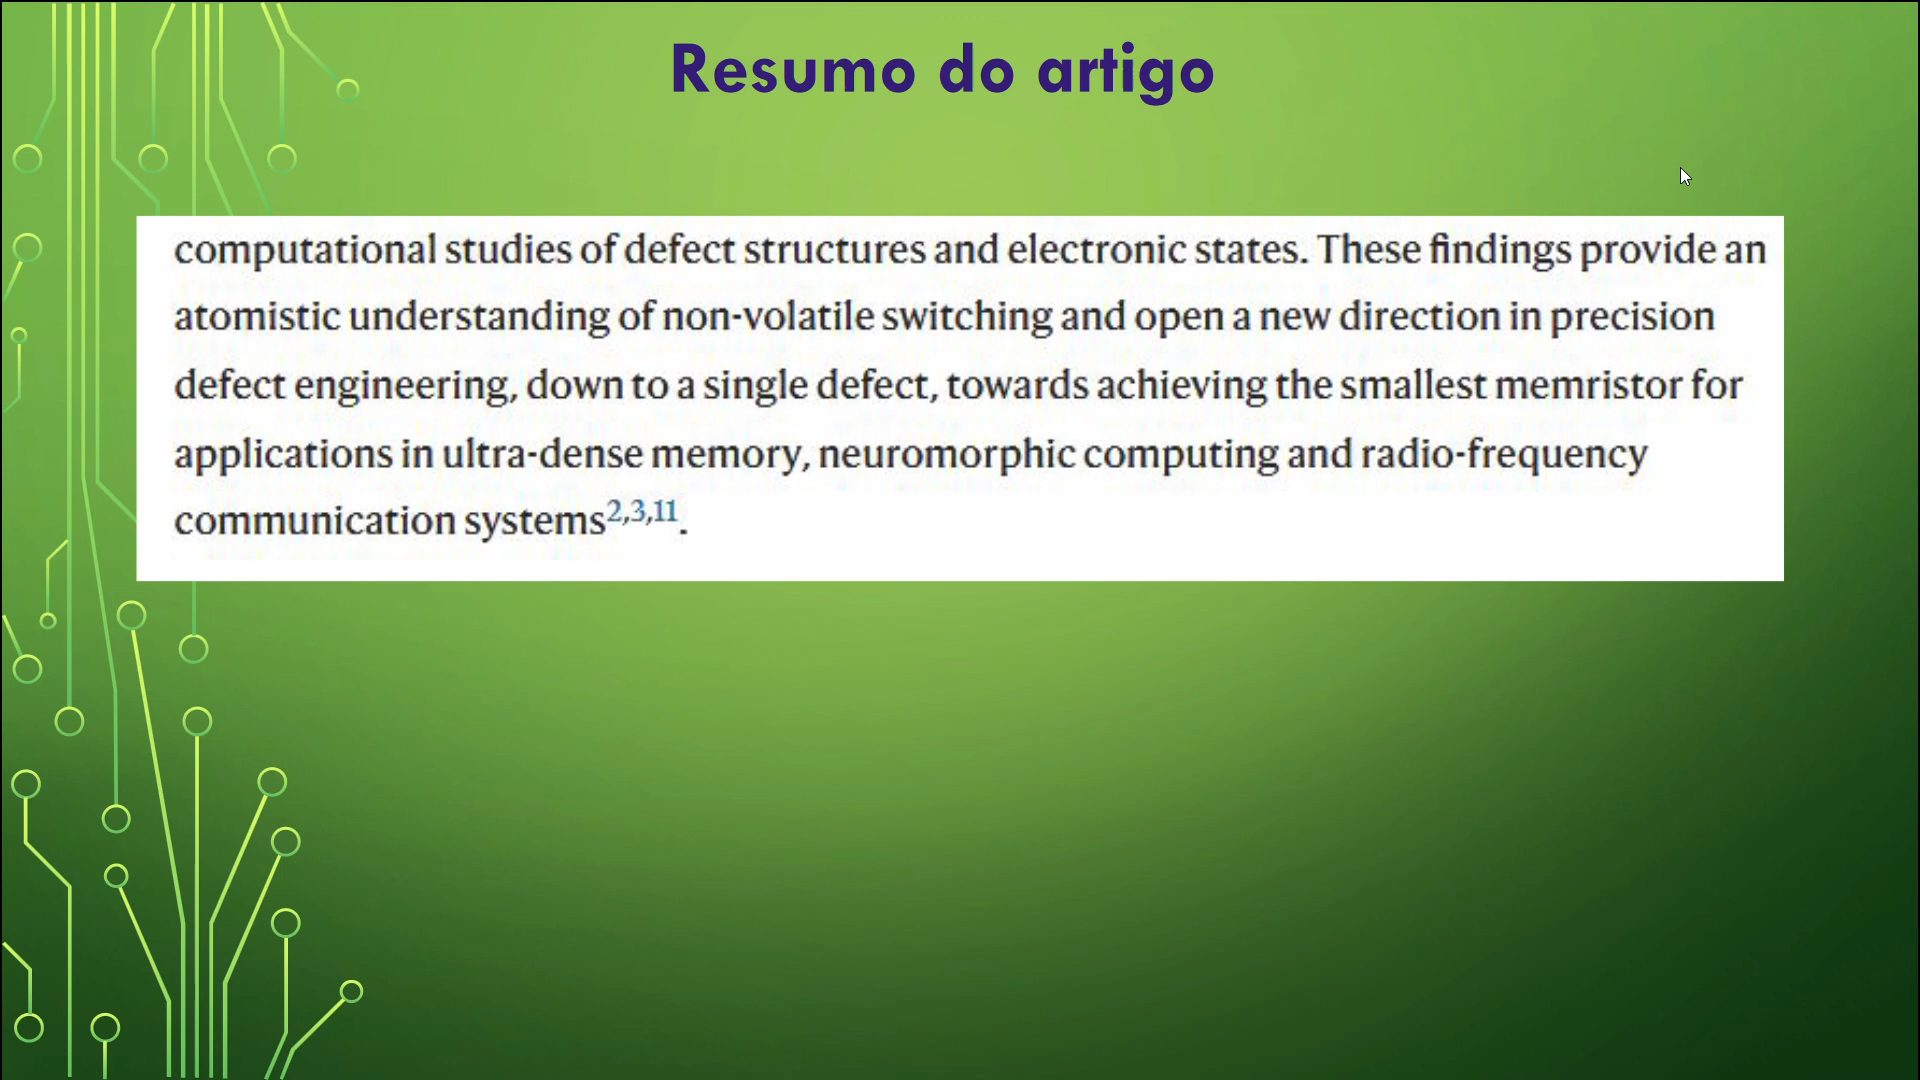 Resumo do artigo
computational studies of defect structures and electronic states. These findings provide an
atomistic understanding of non-volatile switching and open a new direction in precision
defect engineering, down to a single defect, towards achieving the smallest memristor for
applications in ultra-dense memory, neuromorphic computing and radio-frequency
communication systems2,3,11.